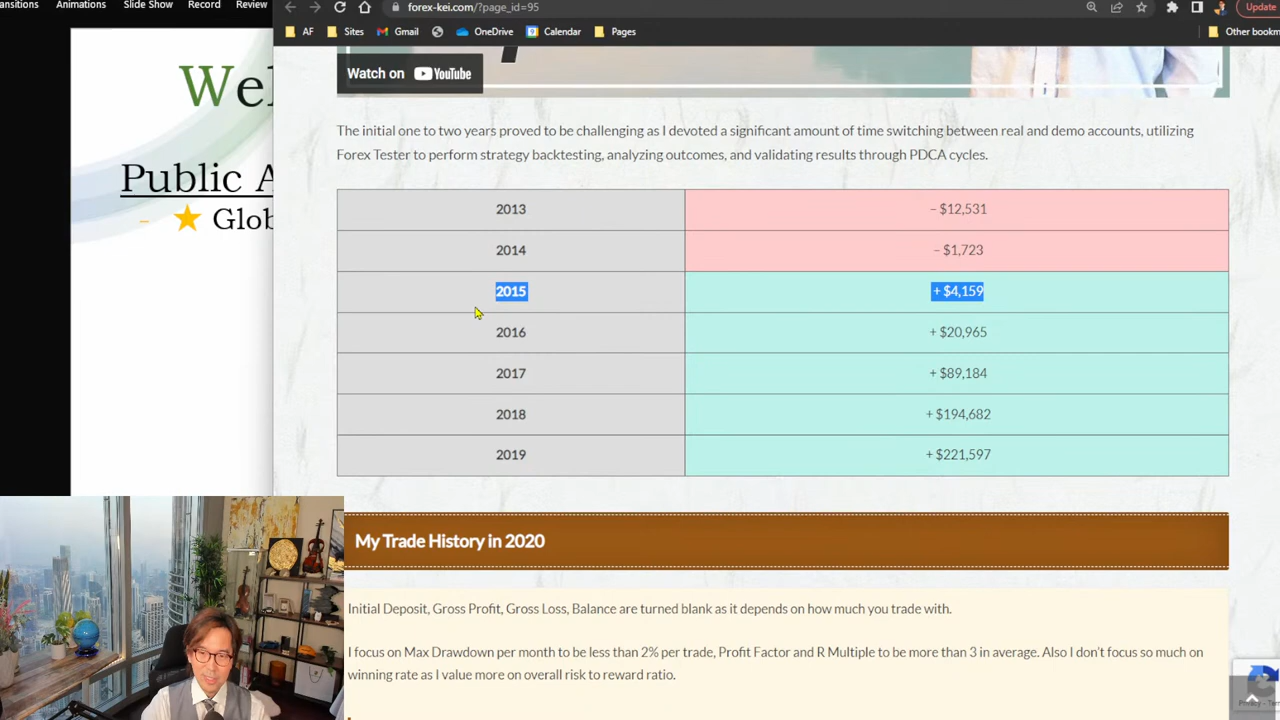 nsitions Animations Slide Show Record Review
forex-kei.com/?page_id=95
Update
AF Sites Gmail OneDrive Calendar Pages Other bookm
Wel
Public A
– Glob
Watch on YouTube
The initial one to two years proved to be challenging as I devoted a significant amount of time switching between real and demo accounts, utilizing
Forex Tester to perform strategy backtesting, analyzing outcomes, and validating results through PDCA cycles.
2013 – $12,531
2014 – $1,723
2015 + $4,159
2016 + $20,965
2017 + $89,184
2018 + $194,682
2019 + $221,597
My Trade History in 2020
Initial Deposit, Gross Profit, Gross Loss, Balance are turned blank as it depends on how much you trade with.
I focus on Max Drawdown per month to be less than 2% per trade, Profit Factor and R Multiple to be more than 3 in average. Also I don't focus so much on
winning rate as I value more on overall risk to reward ratio.